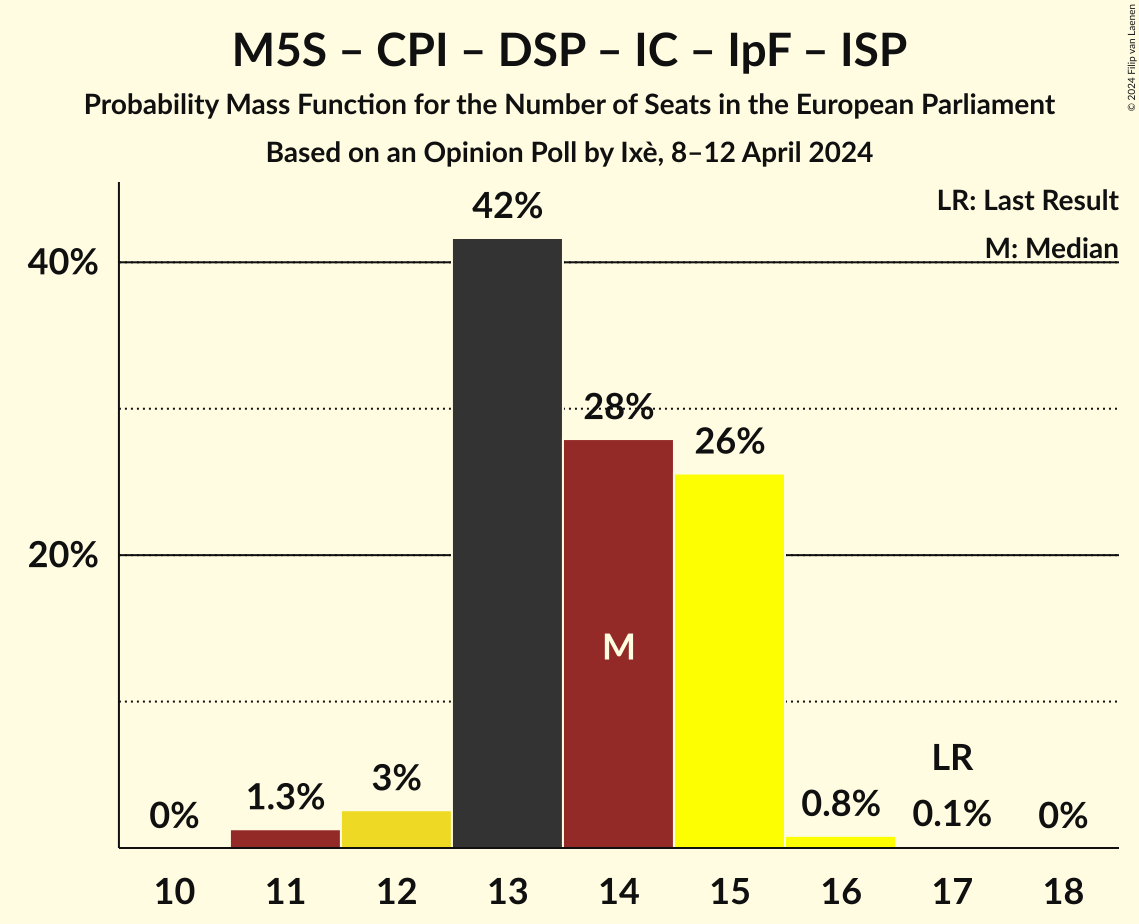 M5S – CPI – DSP – IC – IpF – ISP
Probability Mass Function for the Number of Seats in the European Parliament
Based on an Opinion Poll by Ixè, 8–12 April 2024
© 2024 Filip van Laenen
LR: Last Result
M: Median
40%
20%
0%
1.3%
3%
42%
28%
26%
0.8%
0.1%
0%
M
LR
10 11 12 13 14 15 16 17 18